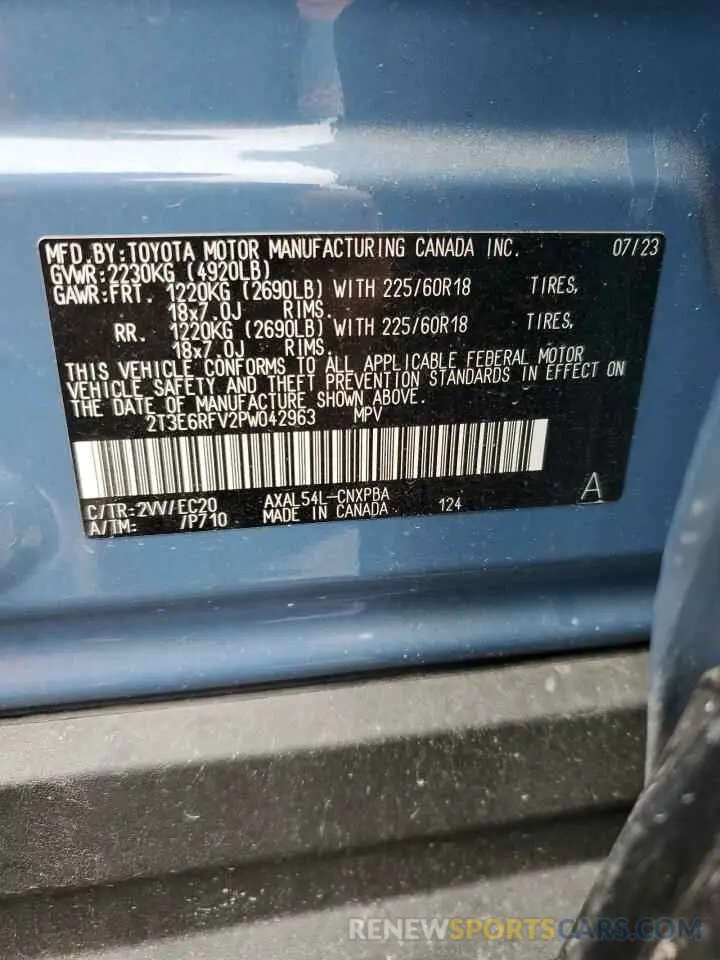 MFD.BY:TOYOTA MOTOR MANUFACTURING CANADA INC. 07/23
GVWR:2230KG (4920LB)
GAWR:FRT. 1220KG (2690LB) WITH 225/60R18 TIRES,
18x7.0J RIMS.
RR. 1220KG (2690LB) WITH 225/60R18 TIRES,
18x7.0J RIMS.
THIS VEHICLE CONFORMS TO ALL APPLICABLE FEDERAL MOTOR
VEHICLE SAFETY AND THEFT PREVENTION STANDARDS IN EFFECT ON
THE DATE OF MANUFACTURE SHOWN ABOVE.
2T3E6RFV2PW042963 MPV
C/TR:2VV/EC20 AXAL54L-CNXPBA A
A/TM: /P710 MADE IN CANADA 124
RENEWSPORTSCARS.COM